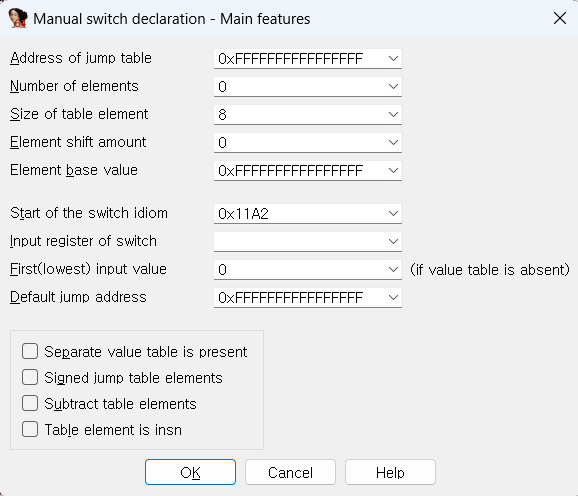 Manual switch declaration - Main features
Address of jump table 0xFFFFFFFFFFFFFFFF
Number of elements 0
Size of table element 8
Element shift amount 0
Element base value 0xFFFFFFFFFFFFFFFF
Start of the switch idiom 0x11A2
Input register of switch
First(lowest) input value 0 (if value table is absent)
Default jump address 0xFFFFFFFFFFFFFFFF
Separate value table is present
Signed jump table elements
Subtract table elements
Table element is insn
OK Cancel Help